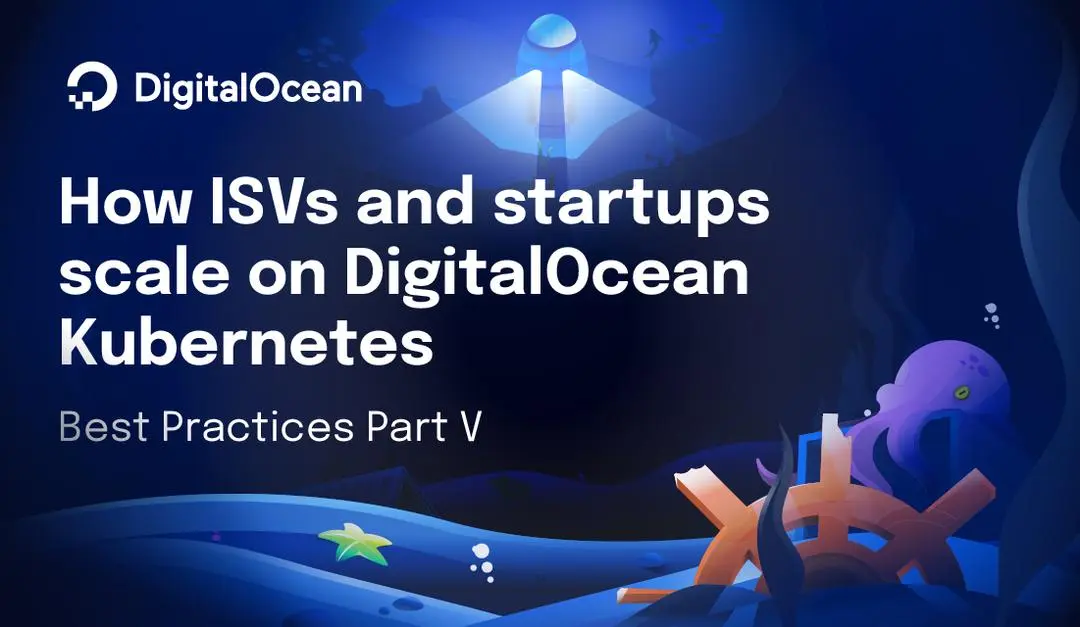 DigitalOcean
How ISVs and startups
scale on DigitalOcean
Kubernetes
Best Practices Part V